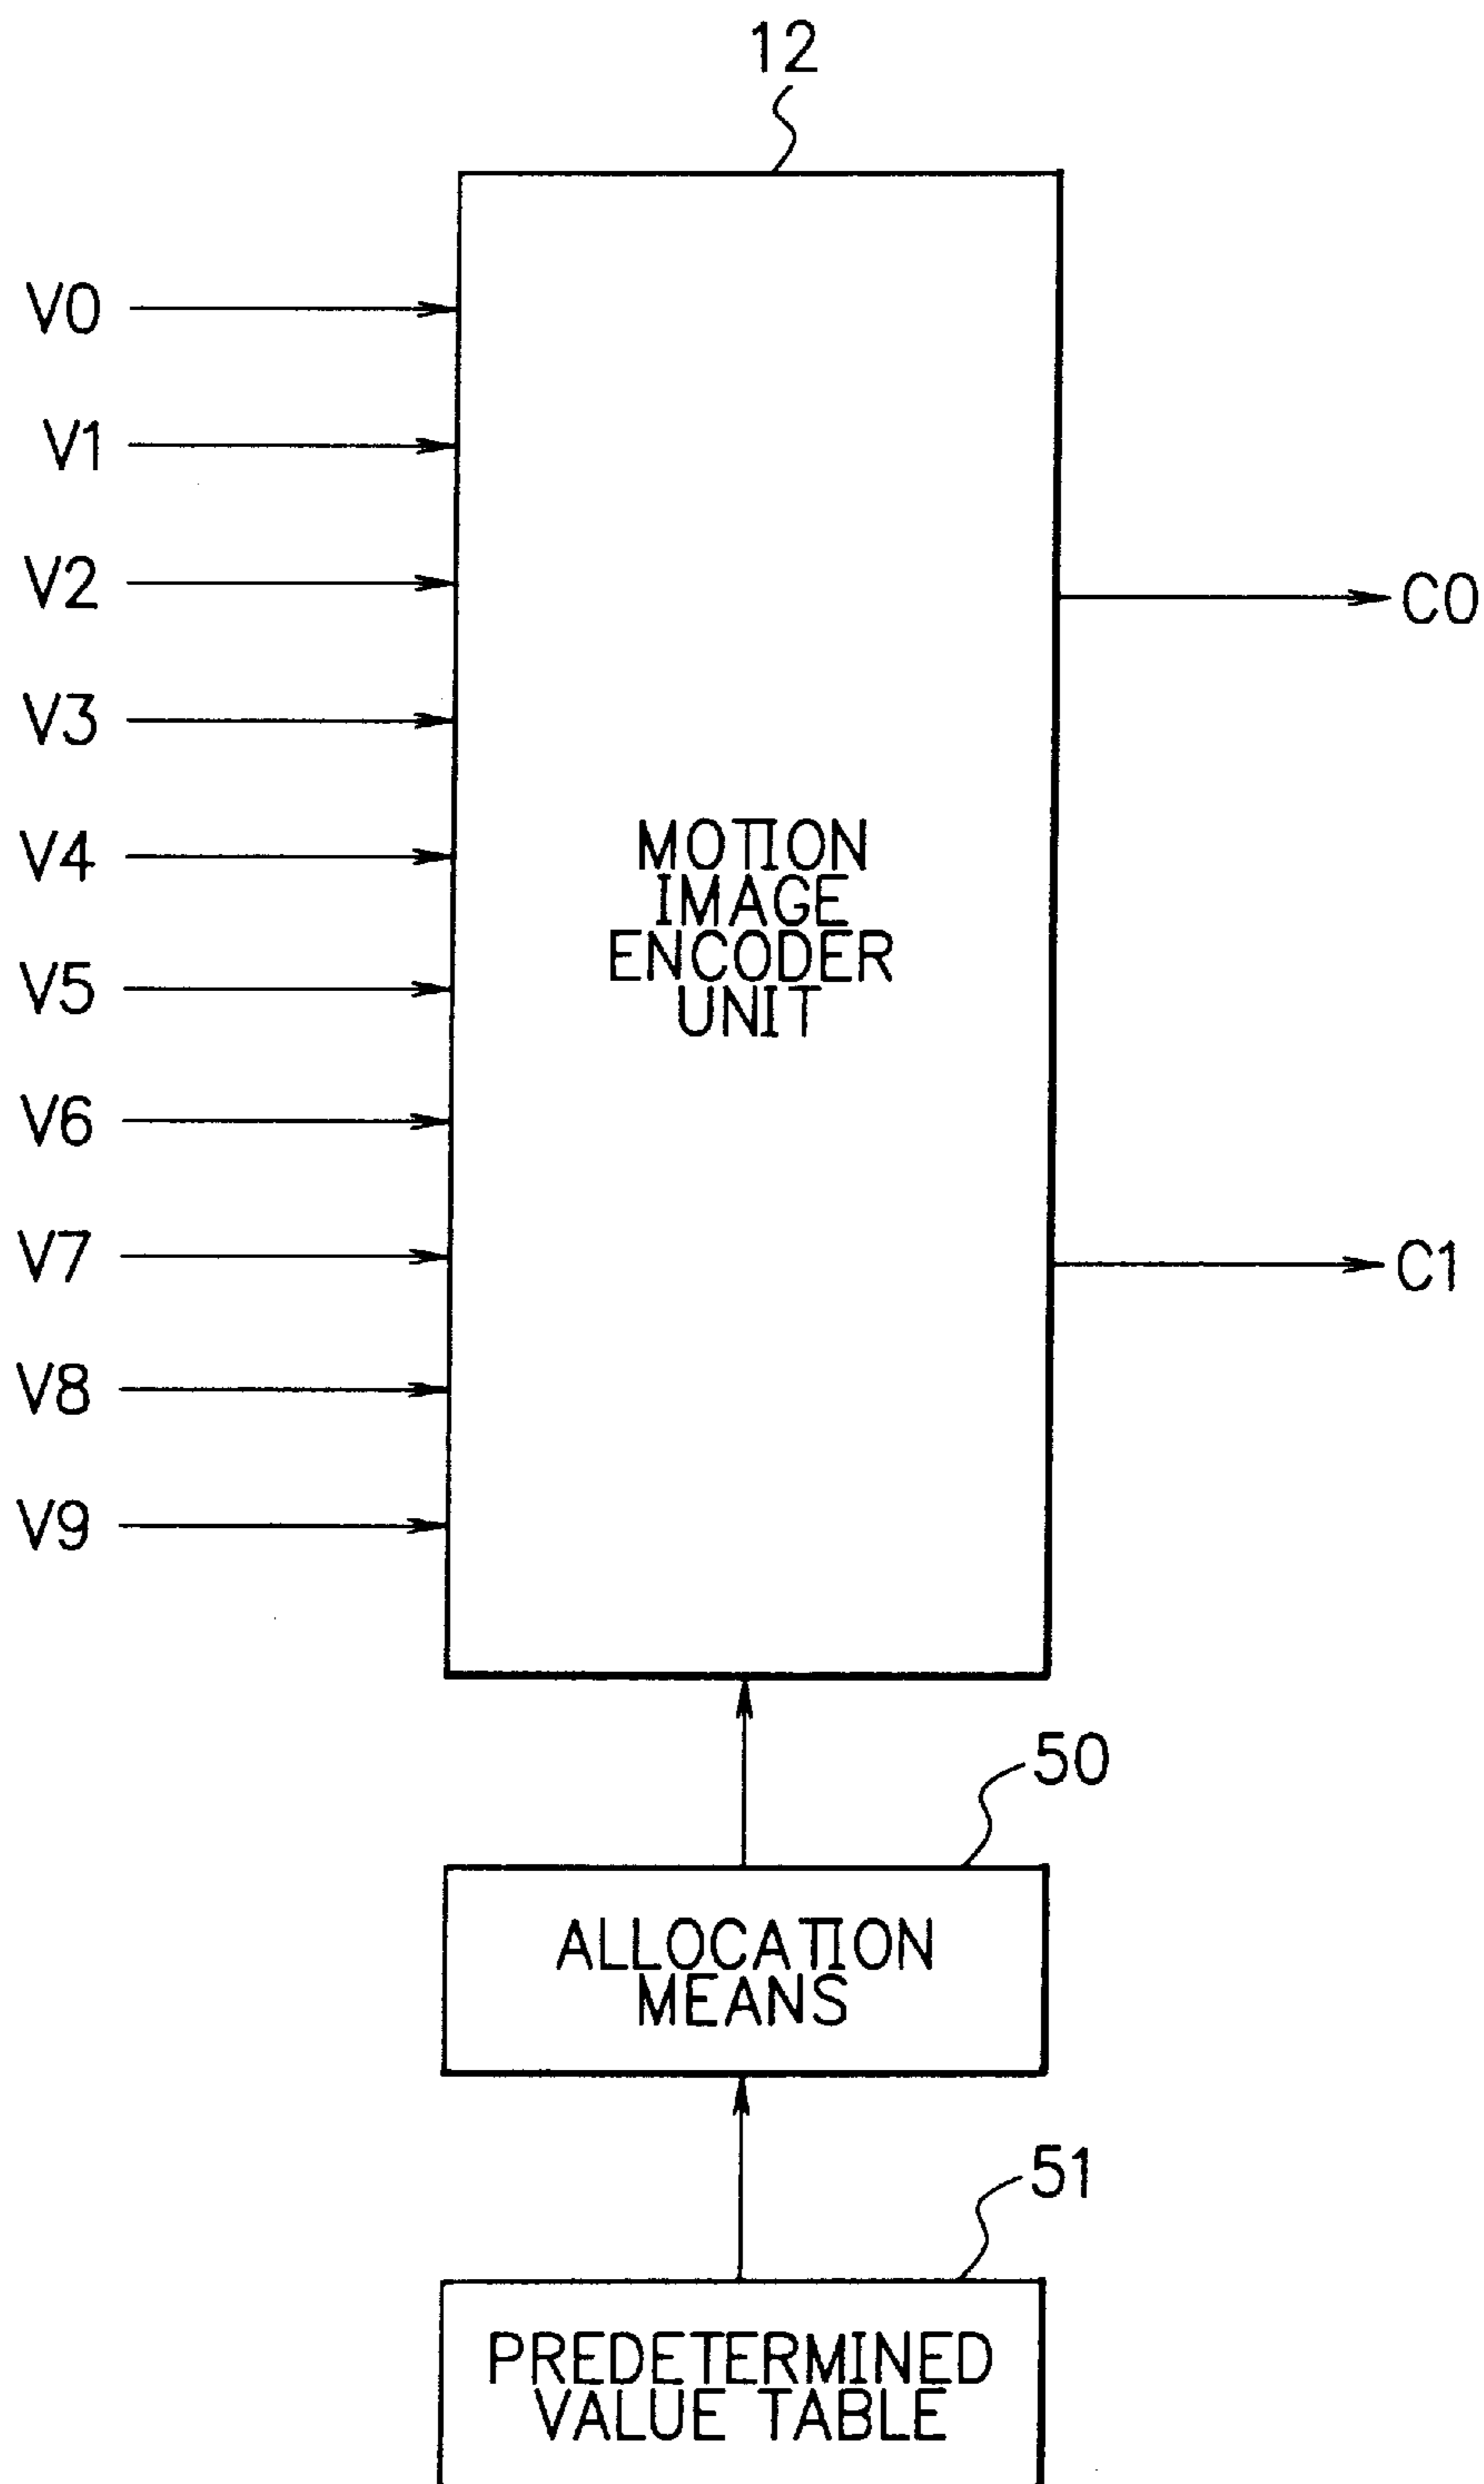 12
V0
V1
V2
C0
V3
V4
MOTION
IMAGE
ENCODER
UNIT
V5
V6
V7
C1
V8
V9
50
ALLOCATION
MEANS
51
PREDETERMINED
VALUE TABLE